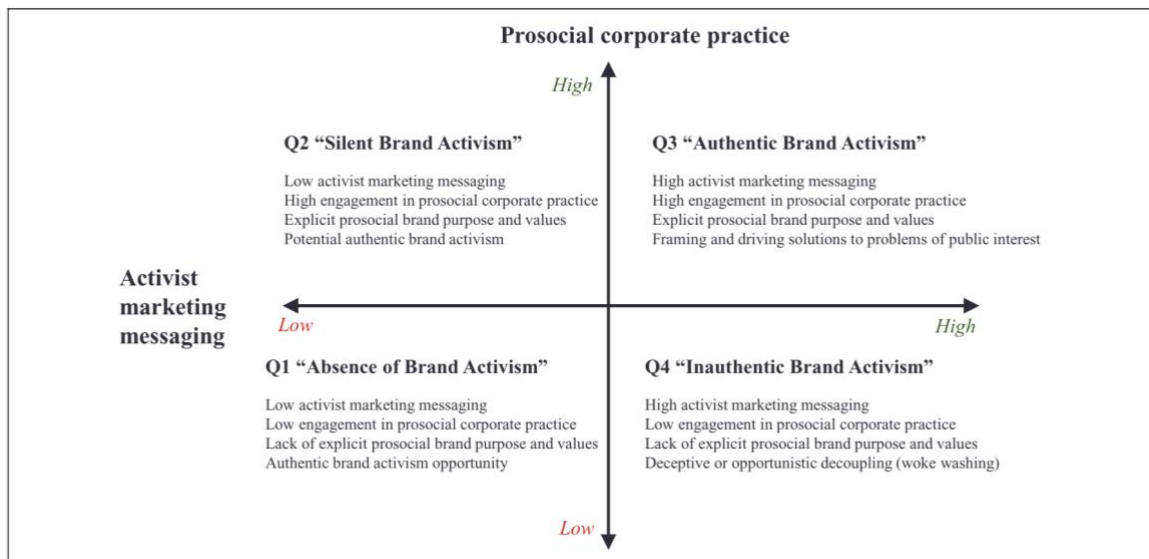 Prosocial corporate practice
High
Q2 “Silent Brand Activism”
Low activist marketing messaging
High engagement in prosocial corporate practice
Explicit prosocial brand purpose and values
Potential authentic brand activism
Q3 “Authentic Brand Activism”
High activist marketing messaging
High engagement in prosocial corporate practice
Explicit prosocial brand purpose and values
Framing and driving solutions to problems of public interest
Activist
marketing
messaging
Low
High
Q1 “Absence of Brand Activism”
Low activist marketing messaging
Low engagement in prosocial corporate practice
Lack of explicit prosocial brand purpose and values
Authentic brand activism opportunity
Q4 “Inauthentic Brand Activism”
High activist marketing messaging
Low engagement in prosocial corporate practice
Lack of explicit prosocial brand purpose and values
Deceptive or opportunistic decoupling (woke washing)
Low